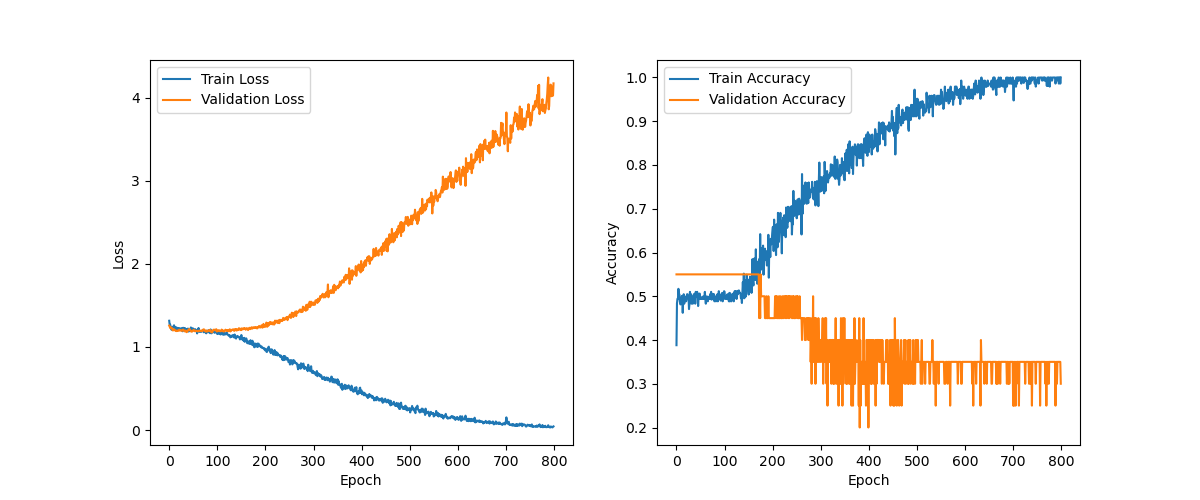 Train Loss
Validation Loss
4
3
2
1
0
Loss
0 100 200 300 400 500 600 700 800
Epoch
Train Accuracy
Validation Accuracy
1.0
0.9
0.8
0.7
0.6
0.5
0.4
0.3
0.2
Accuracy
0 100 200 300 400 500 600 700 800
Epoch